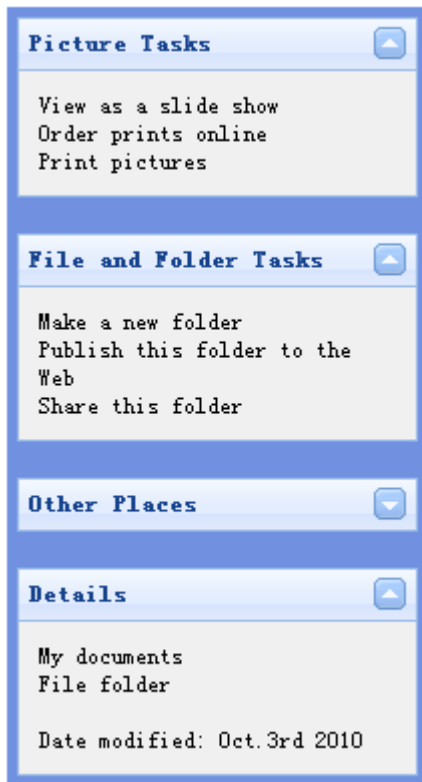 Picture Tasks
View as a slide show
Order prints online
Print pictures
File and Folder Tasks
Make a new folder
Publish this folder to the
Web
Share this folder
Other Places
Details
My documents
File folder
Date modified: Oct.3rd 2010